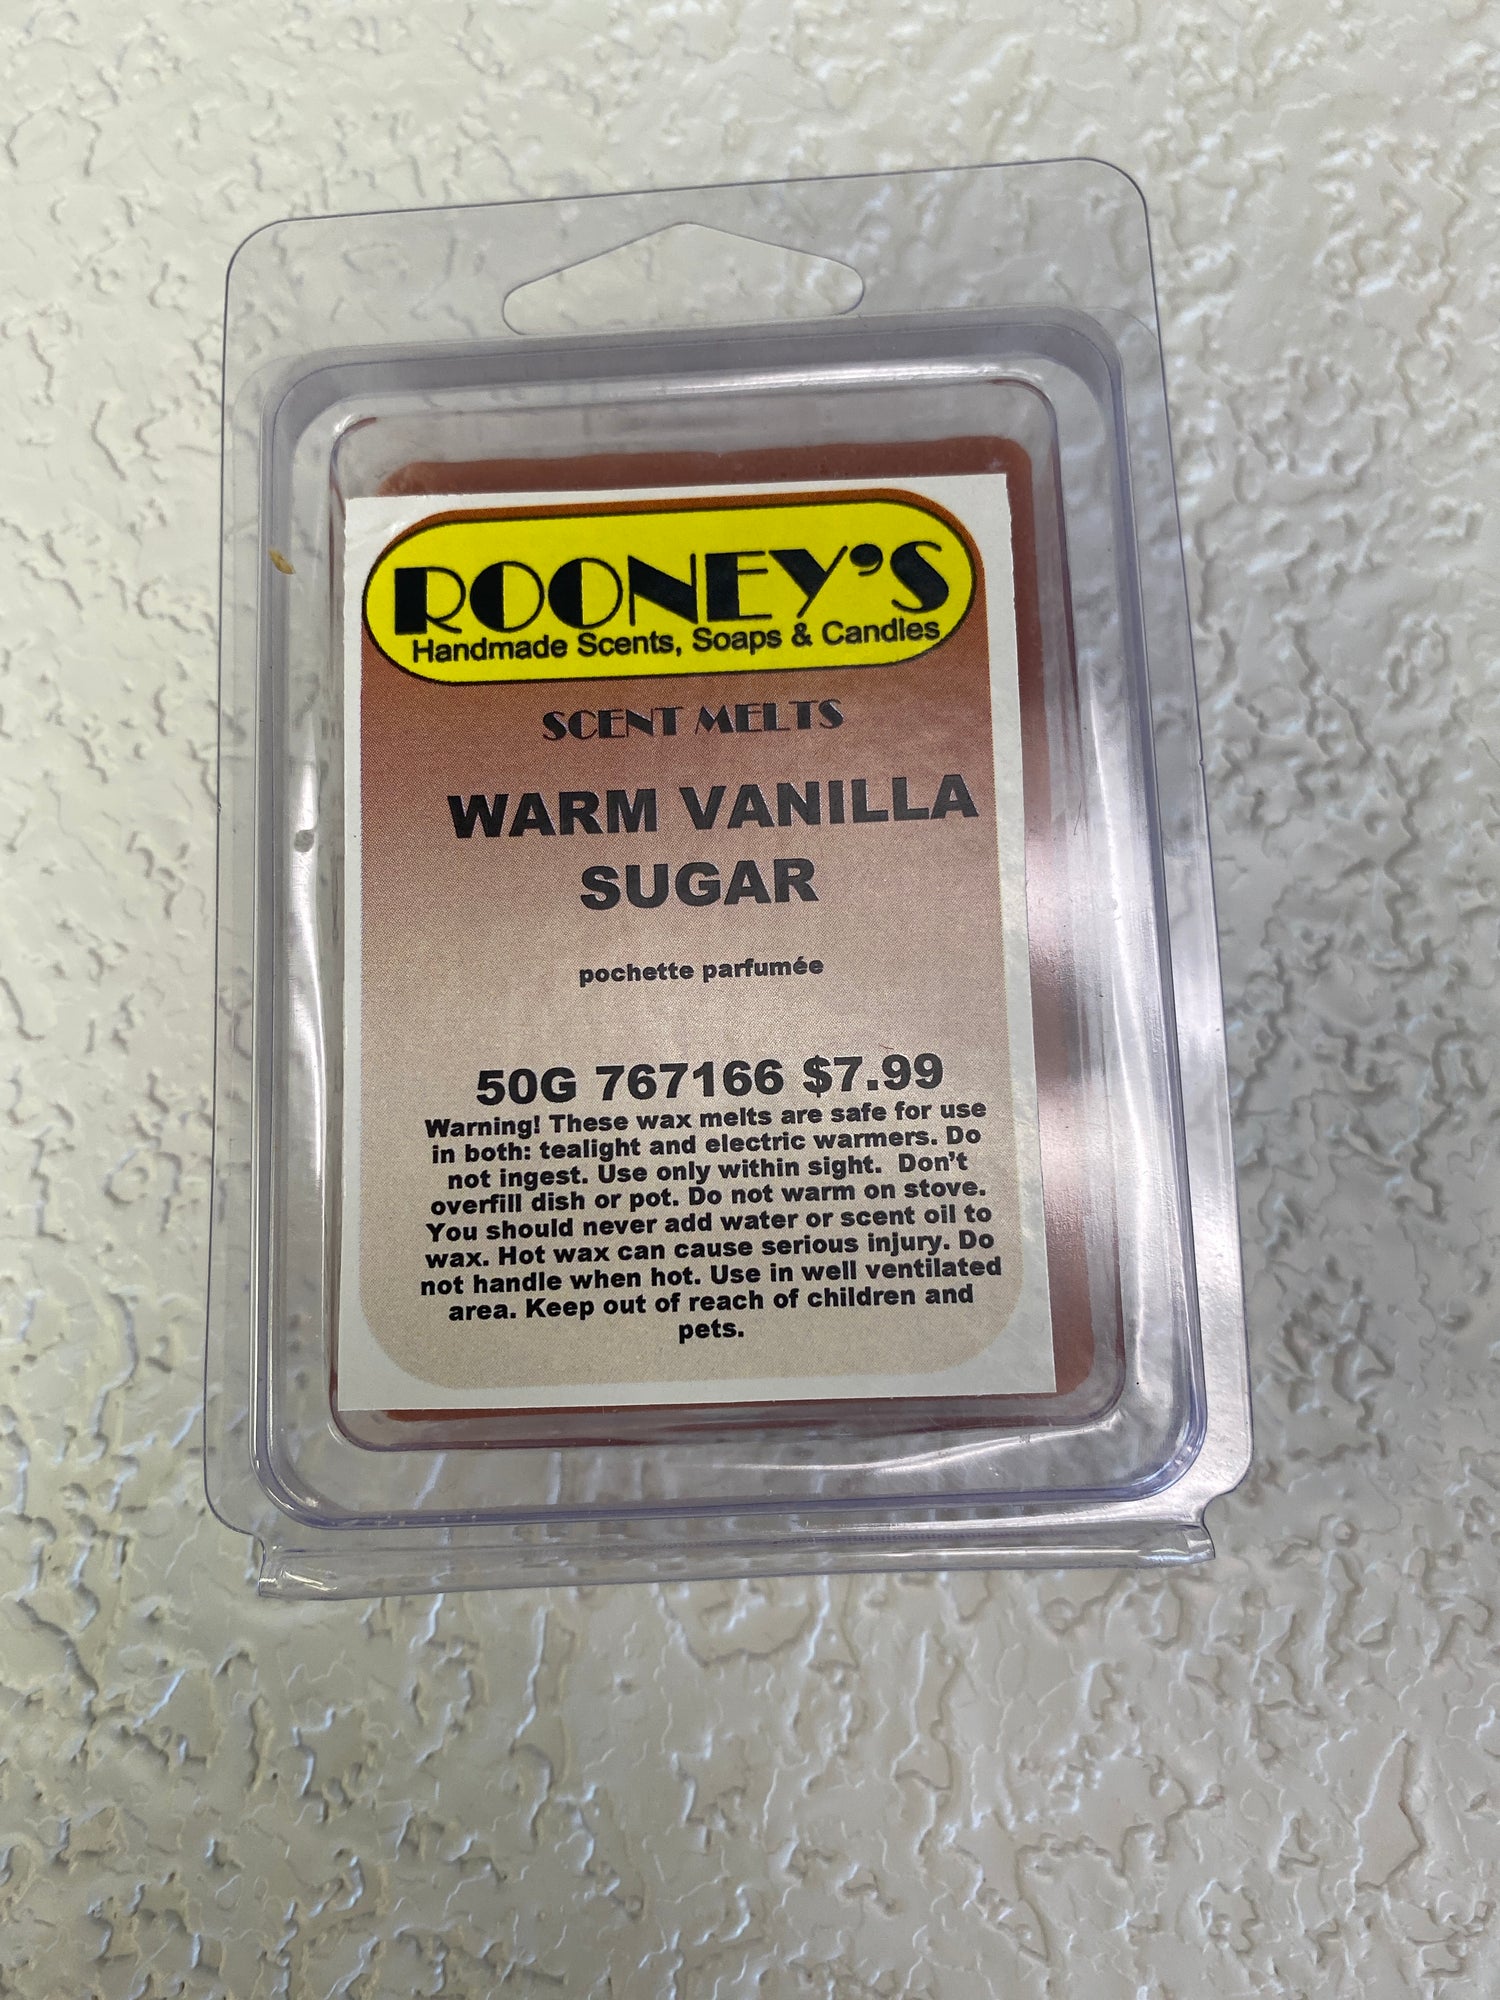 ROONEY'S
Handmade Scents, Soaps & Candles
SCENT MELTS
WARM VANILLA
SUGAR
pochette parfumée
50G 767166 $7.99
Warning! These wax melts are safe for use
in both: tealight and electric warmers. Do
not ingest. Use only within sight.  Don't
overfill dish or pot. Do not warm on stove.
You should never add water or scent oil to
wax. Hot wax can cause serious injury. Do
not handle when hot. Use in well ventilated
area. Keep out of reach of children and
pets.